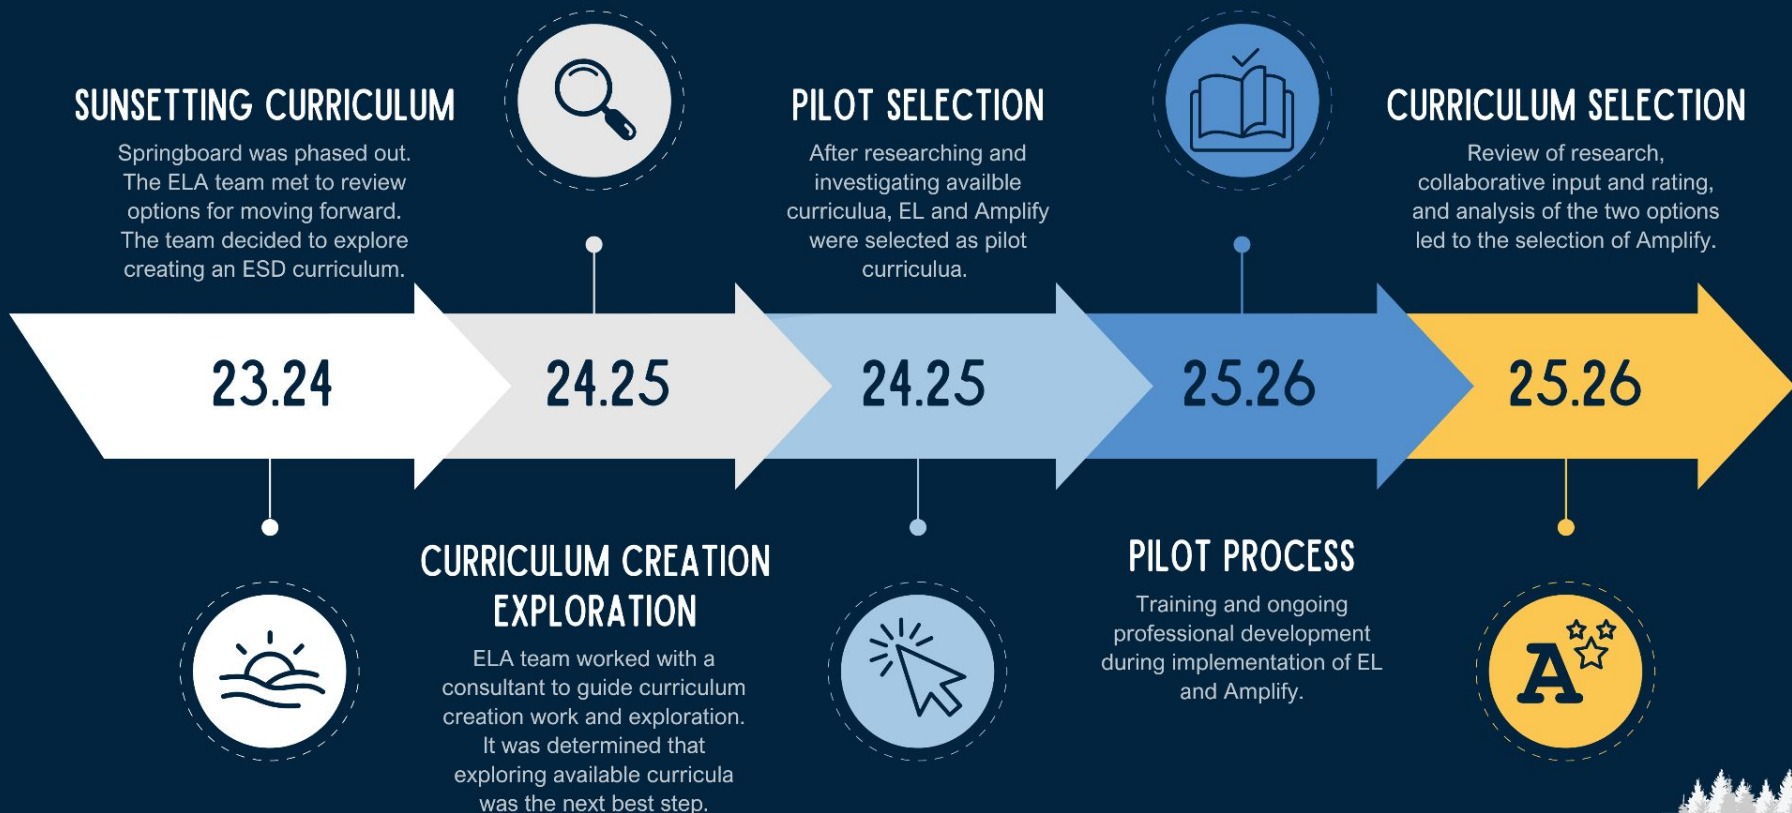 SUNSETTING CURRICULUM
Springboard was phased out.
The ELA team met to review
options for moving forward.
The team decided to explore
creating an ESD curriculum.
23.24
24.25
CURRICULUM CREATION
EXPLORATION
ELA team worked with a
consultant to guide curriculum
creation work and exploration.
It was determined that
exploring available curricula
was the next best step.
PILOT SELECTION
After researching and
investigating availble
curriculua, EL and Amplify
were selected as pilot
curriculua.
24.25
25.26
PILOT PROCESS
Training and ongoing
professional development
during implementation of EL
and Amplify.
CURRICULUM SELECTION
Review of research,
collaborative input and rating,
and analysis of the two options
led to the selection of Amplify.
25.26
A